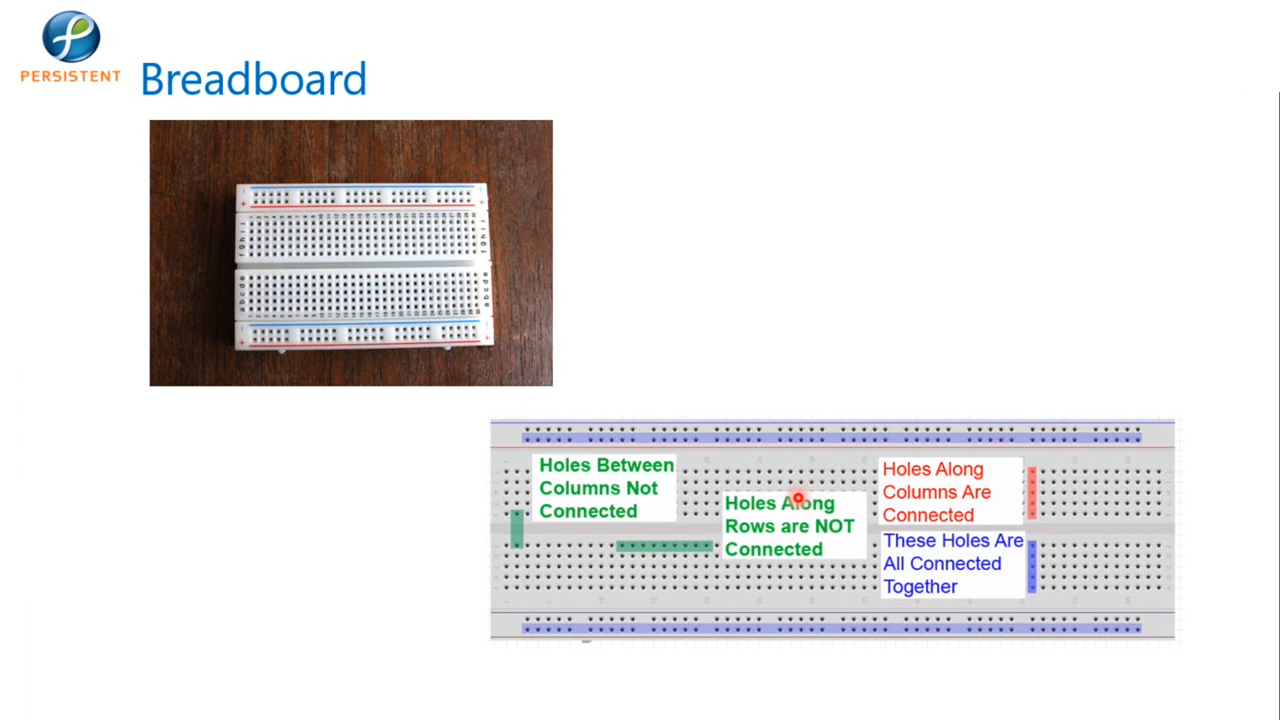 PERSISTENT
Breadboard
Holes Between
Columns Not
Connected
Holes Along
Rows are NOT
Connected
Holes Along
Columns Are
Connected
These Holes Are
All Connected
Together